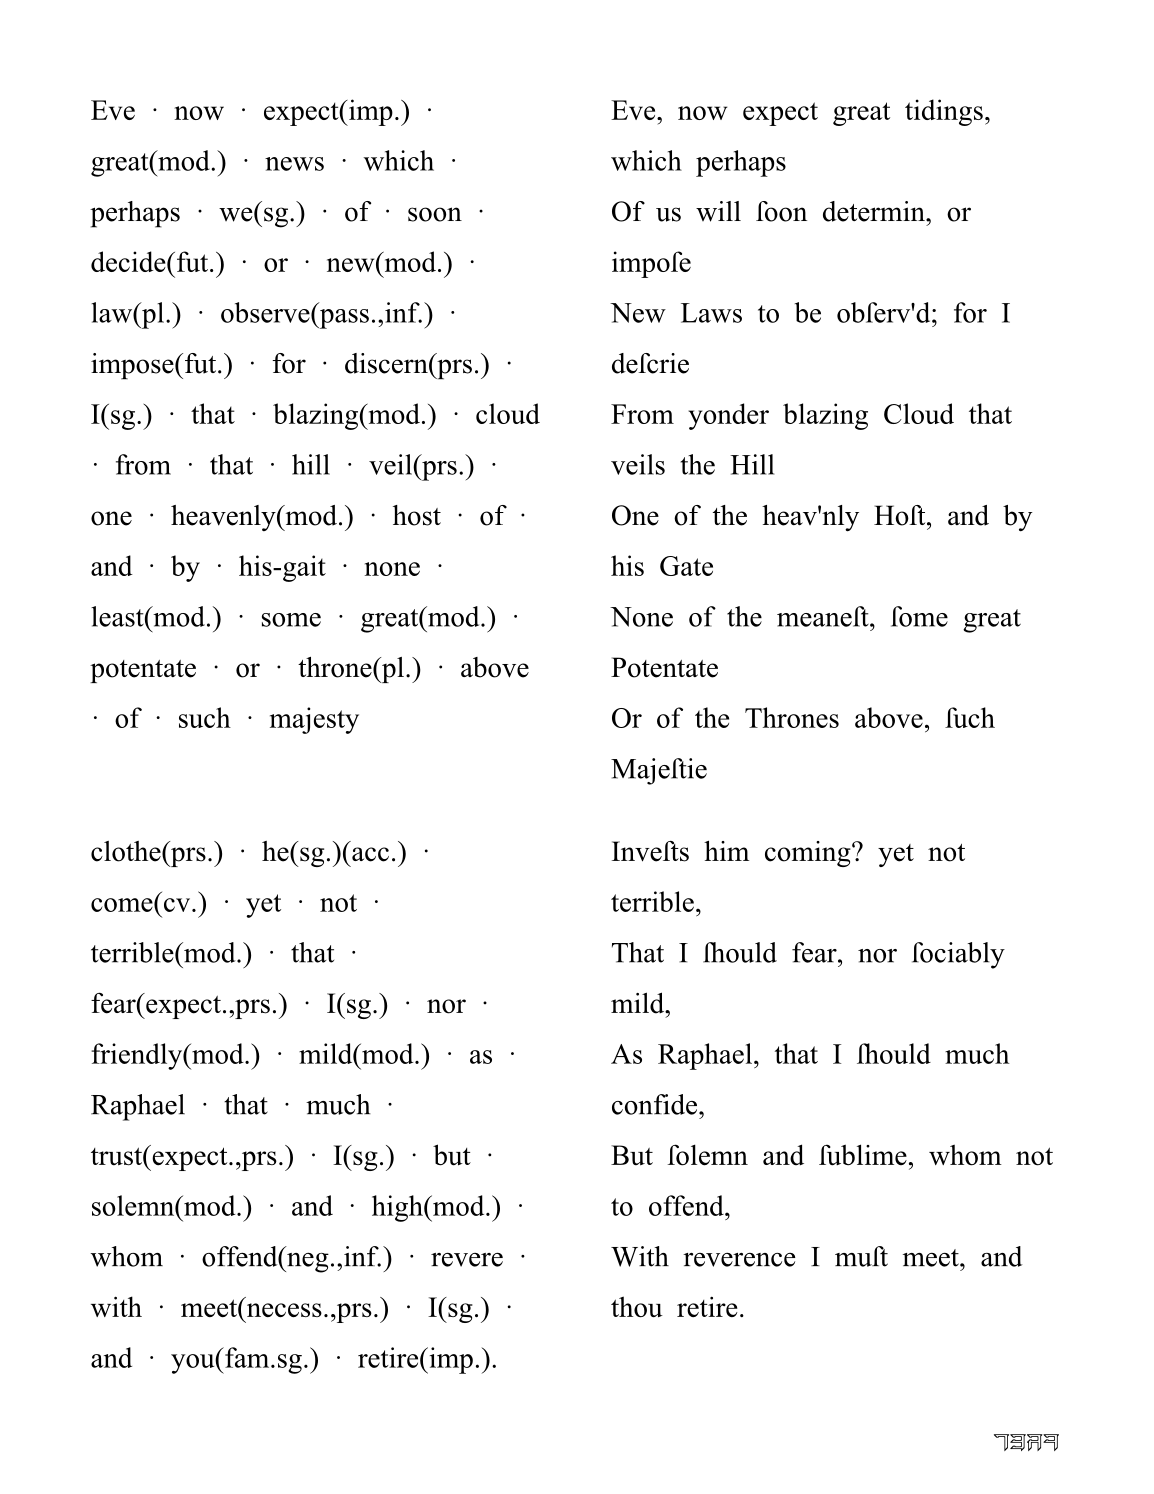 Eve · now · expect(imp.) ·
great(mod.) · news · which ·
perhaps · we(sg.) · of · soon ·
decide(fut.) · or · new(mod.) ·
law(pl.) · observe(pass.,inf.) ·
impose(fut.) · for · discern(prs.) ·
I(sg.) · that · blazing(mod.) · cloud
· from · that · hill · veil(prs.) ·
one · heavenly(mod.) · host · of ·
and · by · his-gait · none ·
least(mod.) · some · great(mod.) ·
potentate · or · throne(pl.) · above
· of · such · majesty
Eve, now expect great tidings,
which perhaps
Of us will ſoon determin, or
impoſe
New Laws to be obſerv'd; for I
deſcrie
From yonder blazing Cloud that
veils the Hill
One of the heav'nly Hoſt, and by
his Gate
None of the meaneſt, ſome great
Potentate
Or of the Thrones above, ſuch
Majeſtie
clothe(prs.) · he(sg.)(acc.) ·
come(cv.) · yet · not ·
terrible(mod.) · that ·
fear(expect.,prs.) · I(sg.) · nor ·
friendly(mod.) · mild(mod.) · as ·
Raphael · that · much ·
trust(expect.,prs.) · I(sg.) · but ·
solemn(mod.) · and · high(mod.) ·
whom · offend(neg.,inf.) · revere ·
with · meet(necess.,prs.) · I(sg.) ·
and · you(fam.sg.) · retire(imp.).
Inveſts him coming? yet not
terrible,
That I ſhould fear, nor ſociably
mild,
As Raphael, that I ſhould much
confide,
But ſolemn and ſublime, whom not
to offend,
With reverence I muſt meet, and
thou retire.